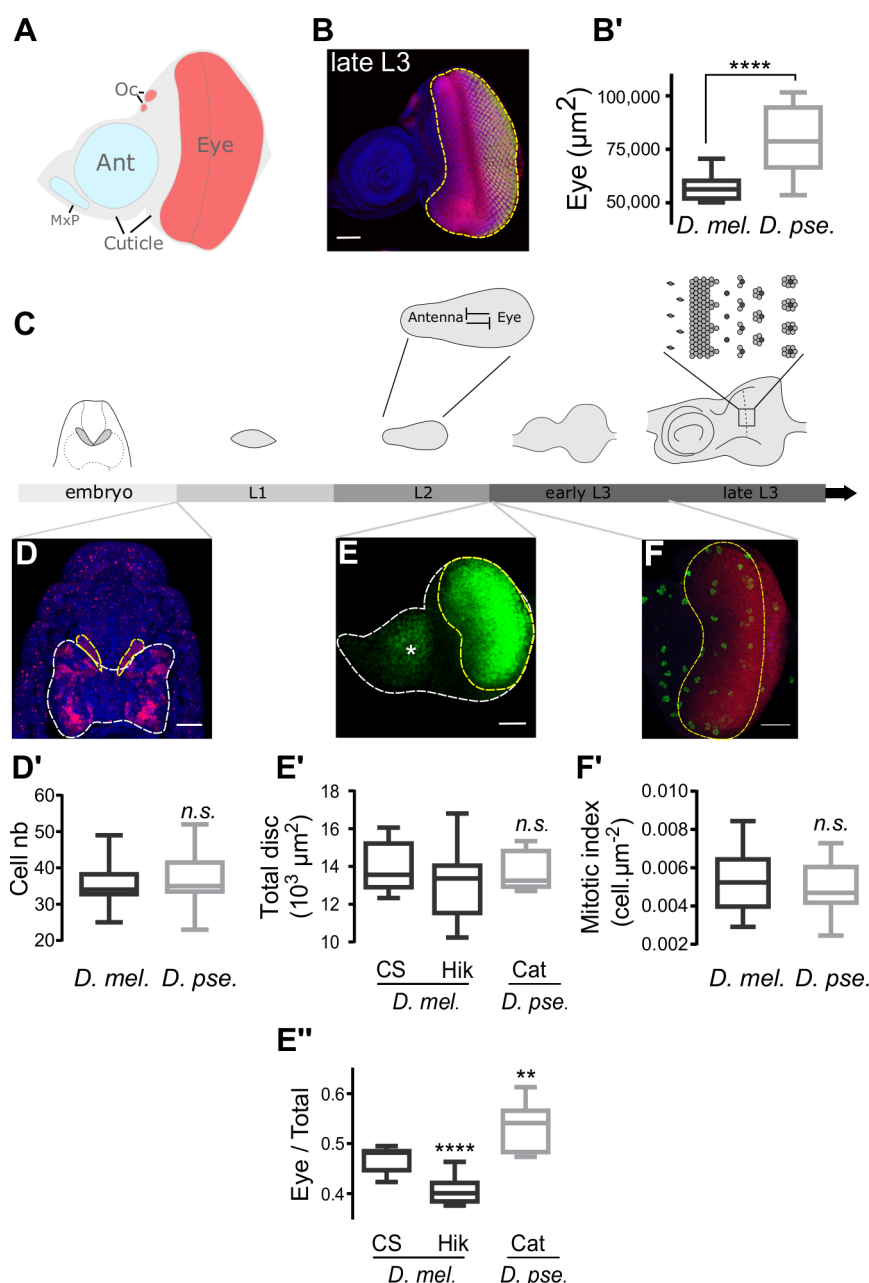 A
Oc
Ant
Eye
MxP
Cuticle
B
late L3
B'
****
Eye (µm²)
100,000
75,000
50,000
D. mel. D. pse.
C
Antenna Eye
embryo L1 L2 early L3 late L3
D
E
*
F
D'
Cell nb
60
50
40
30
20
n.s.
D. mel. D. pse.
E'
Total disc
(10³ µm²)
18
16
14
12
10
n.s.
CS Hik Cat
D. mel. D. pse.
F'
Mitotic index
(cell.µm⁻²)
0.010
0.008
0.006
0.004
0.002
n.s.
D. mel. D. pse.
E''
Eye / Total
0.6
0.5
0.4
****
**
CS Hik Cat
D. mel. D. pse.